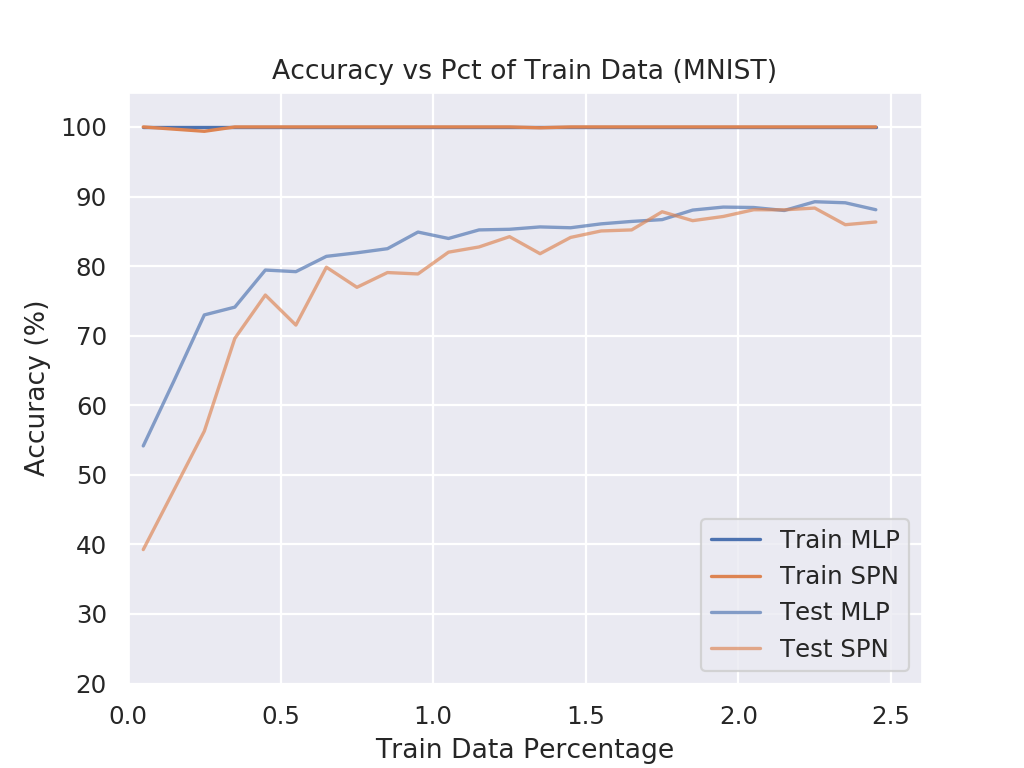 Accuracy vs Pct of Train Data (MNIST)
100
90
80
70
60
50
40
30
20
Accuracy (%)
0.0 0.5 1.0 1.5 2.0 2.5
Train Data Percentage
Train MLP
Train SPN
Test MLP
Test SPN